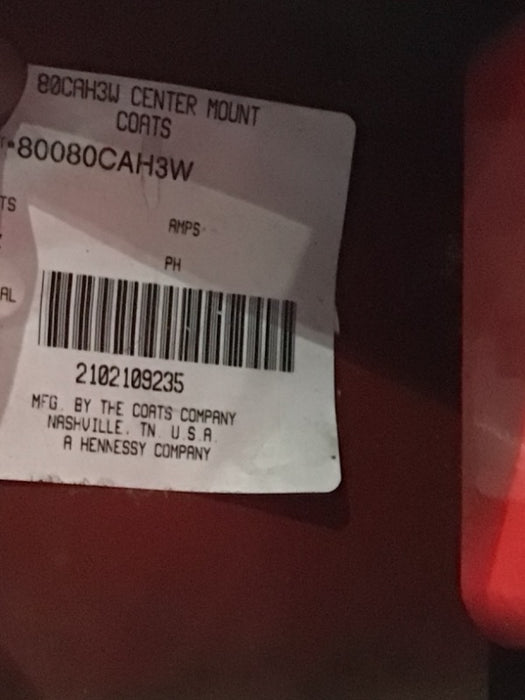 80CAH3W CENTER MOUNT
COATS
*80080CAH3W
TS
AMPS
PH
AL
2102109235
MFG. BY THE COATS COMPANY
NASHVILLE, TN. U.S.A.
A HENNESSY COMPANY